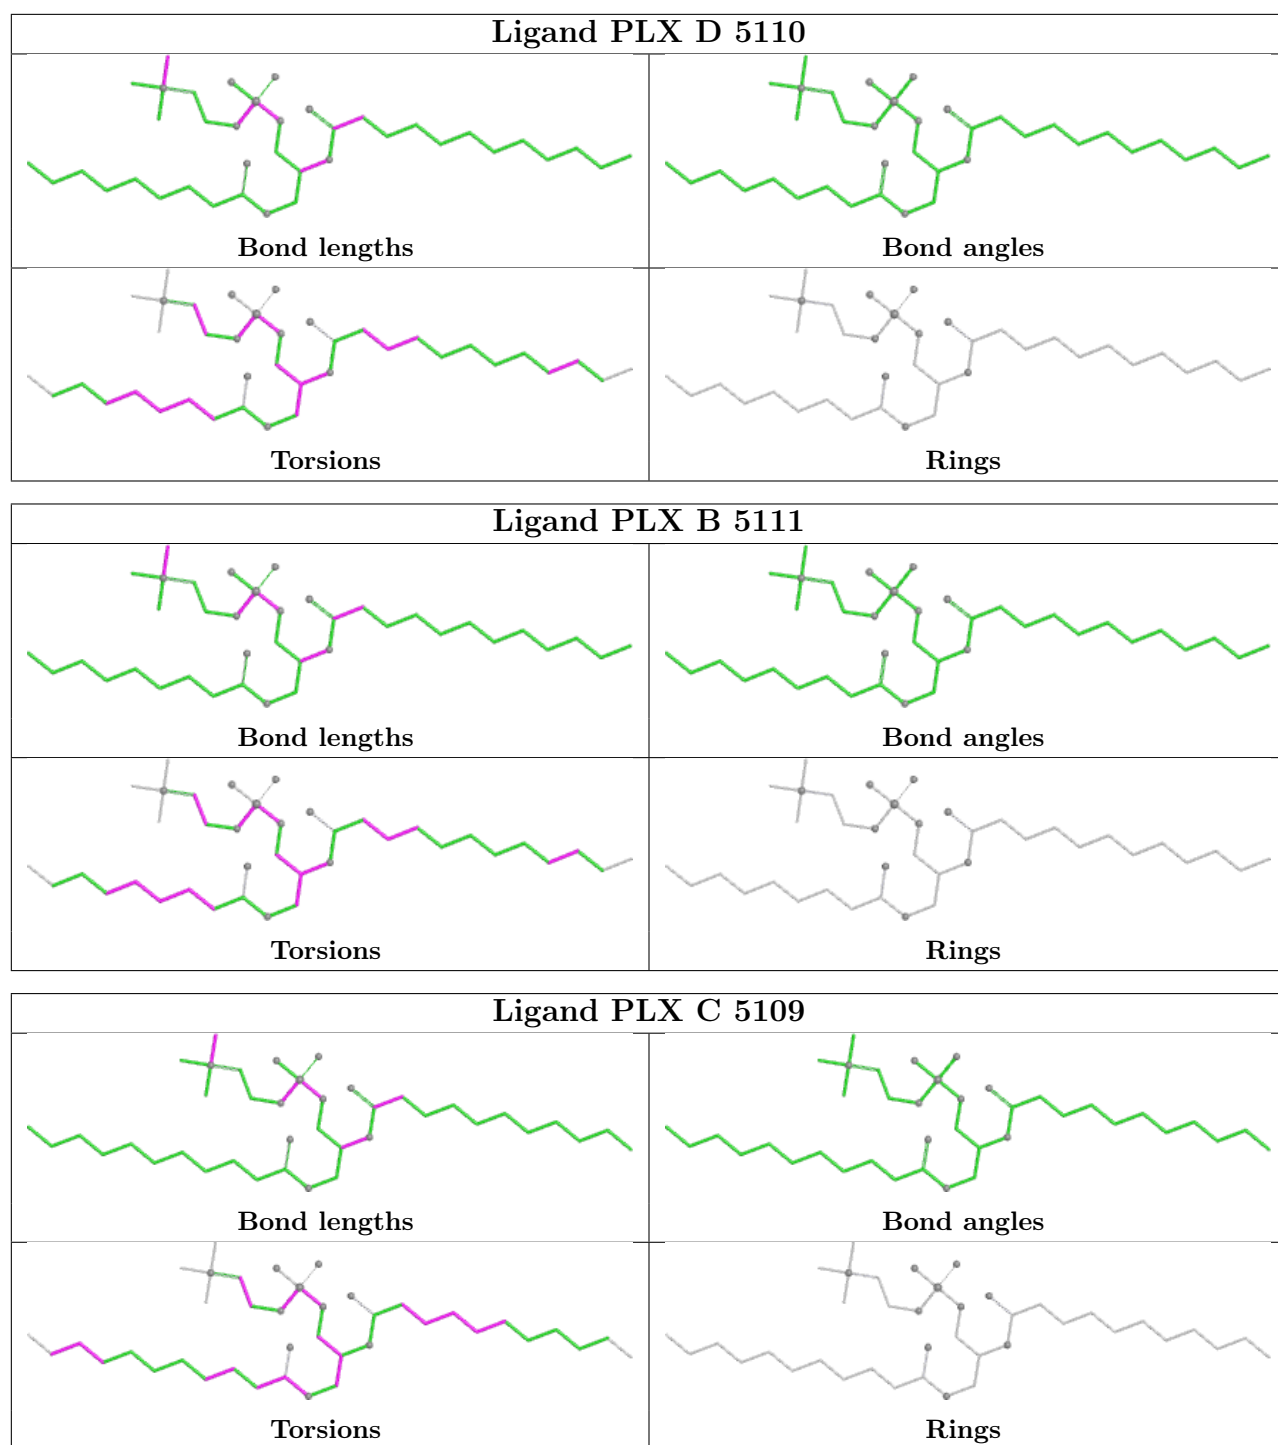 Ligand PLX D 5110
Bond lengths
Bond angles
Torsions
Rings
Ligand PLX B 5111
Bond lengths
Bond angles
Torsions
Rings
Ligand PLX C 5109
Bond lengths
Bond angles
Torsions
Rings